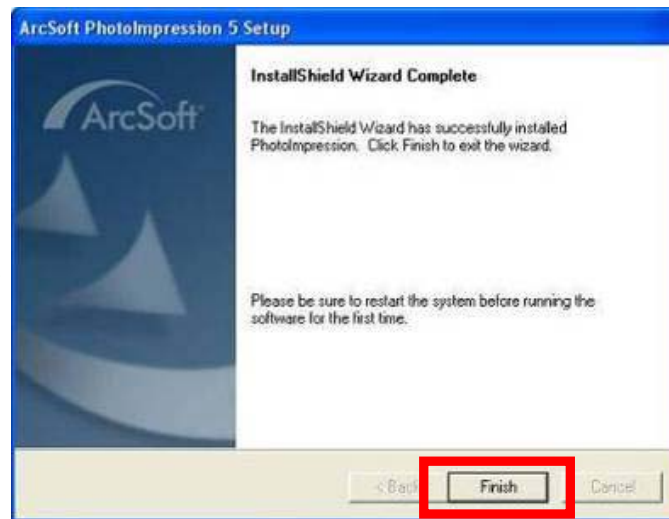 ArcSoft PhotoImpression 5 Setup
InstallShield Wizard Complete
ArcSoft
The InstallShield Wizard has successfully installed
PhotoImpression. Click Finish to exit the wizard.
Please be sure to restart the system before running the
software for the first time.
< Back Finish Cancel